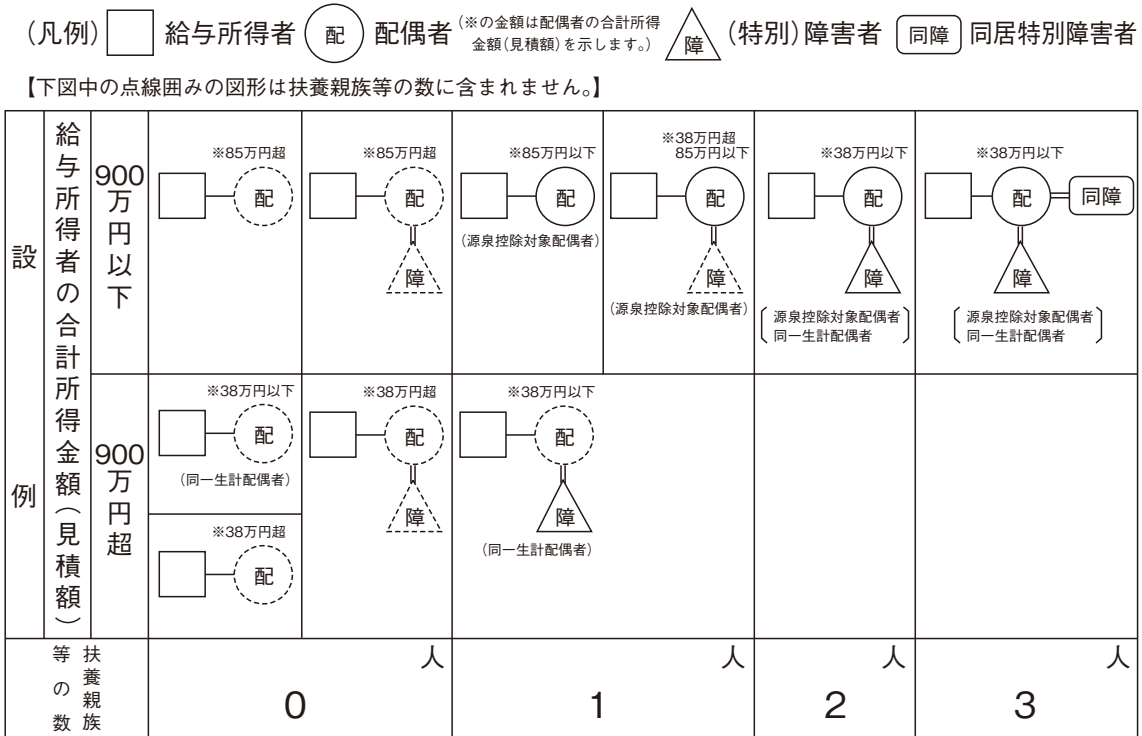 (凡例) 給与所得者 配 配偶者 (※の金額は配偶者の合計所得
金額(見積額)を示します。) 障 (特別)障害者 同障 同居特別障害者
【下図中の点線囲みの図形は扶養親族等の数に含まれません。】
設例
給与所得者の合計所得金額(見積額)
900万円以下
※85万円超
配
※85万円超
配
障
※85万円以下
配
(源泉控除対象配偶者)
※38万円超
85万円以下
配
障
(源泉控除対象配偶者)
※38万円以下
配
障
源泉控除対象配偶者
同一生計配偶者
※38万円以下
配 同障
障
源泉控除対象配偶者
同一生計配偶者
900万円超
※38万円以下
配
(同一生計配偶者)
※38万円超
配
※38万円超
配
障
※38万円以下
配
障
(同一生計配偶者)
扶養親族等の数
人 人 人 人
0 1 2 3